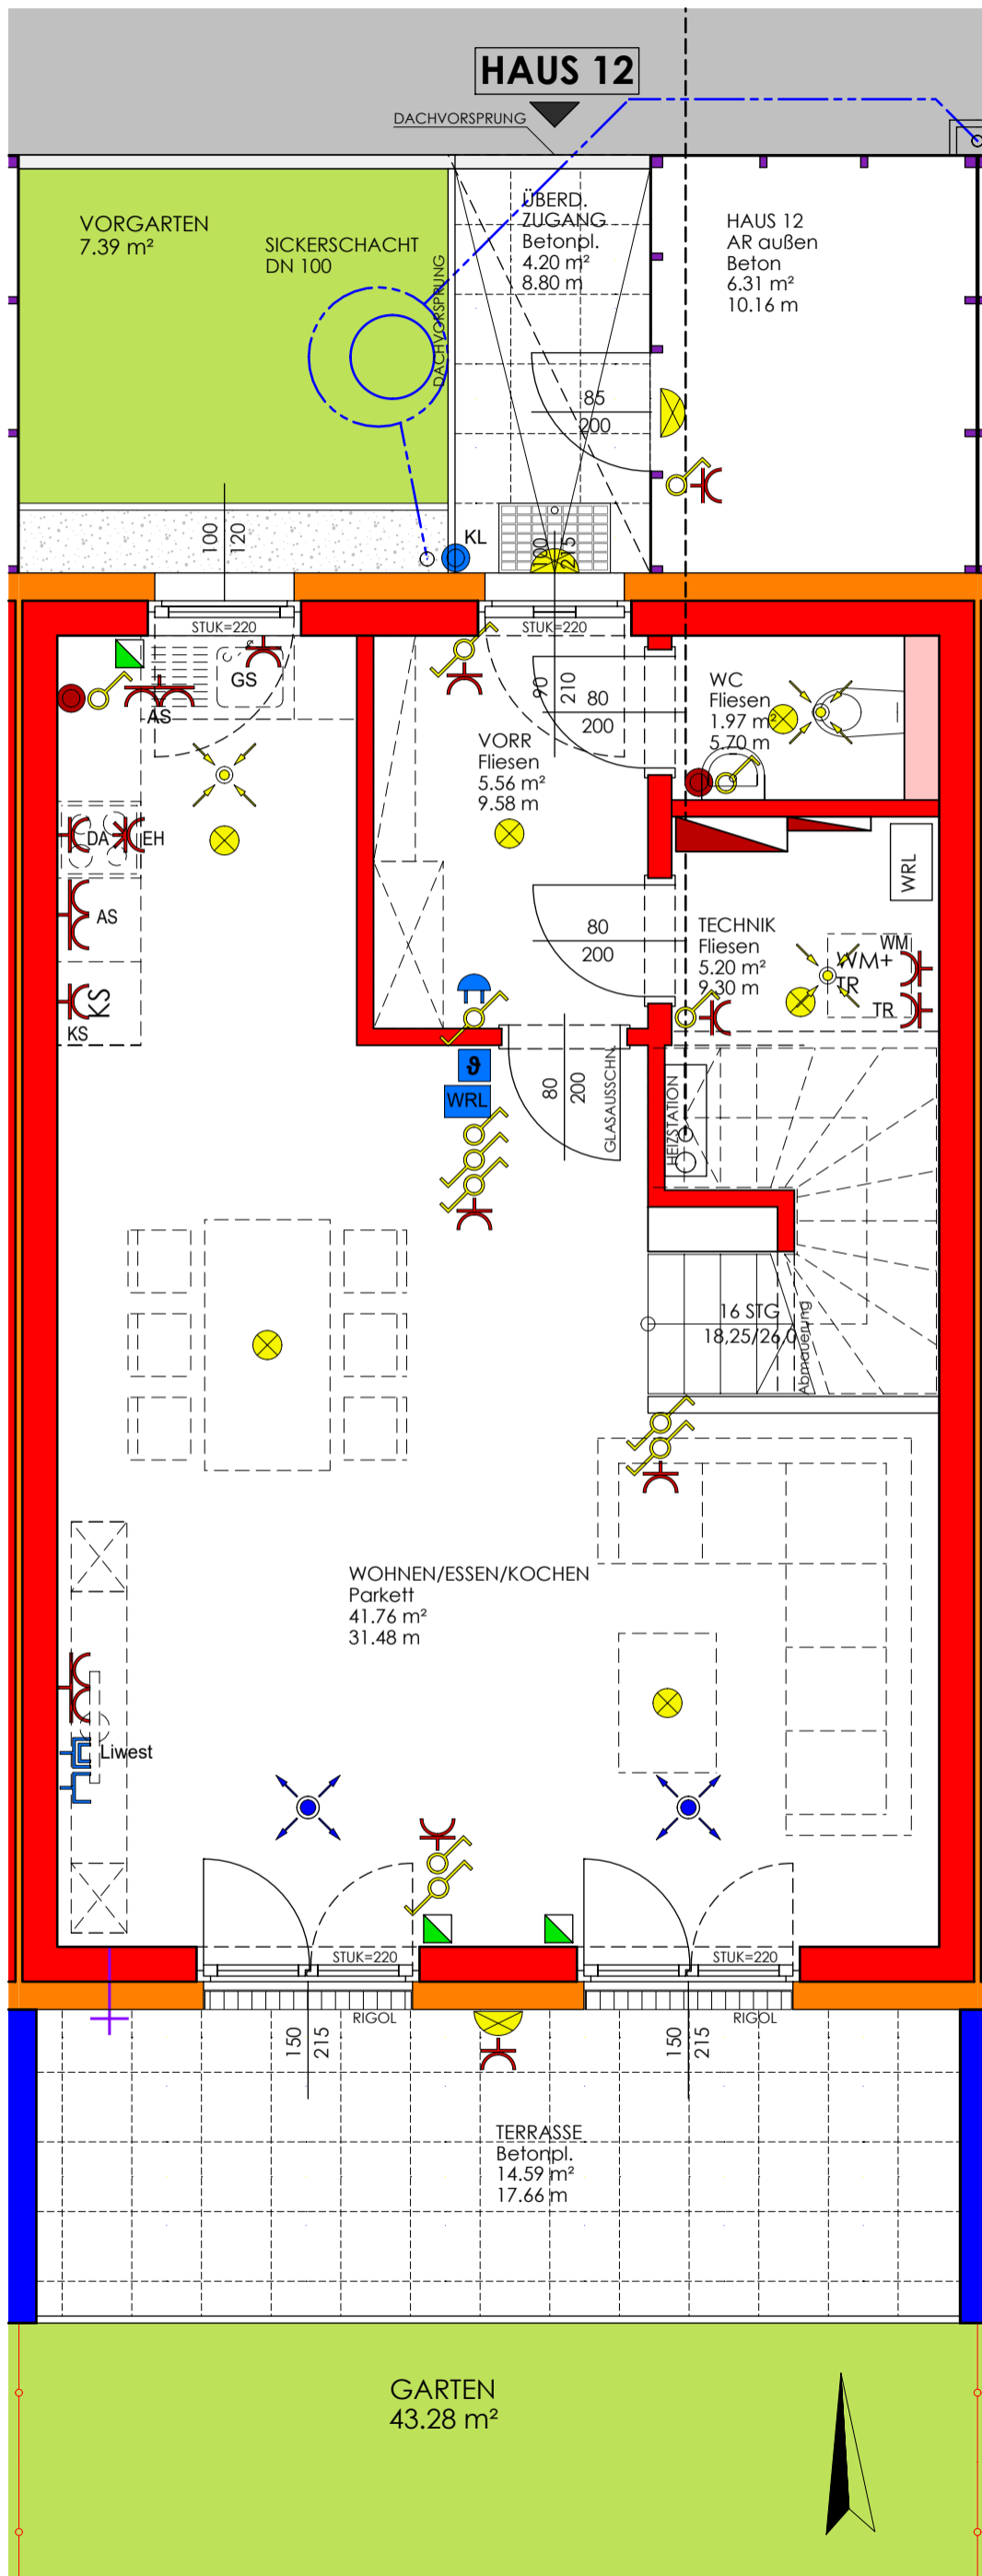 HAUS 12
DACHVORSPRUNG
VORGARTEN
7.39 m²
SICKERSCHACHT
DN 100
DACHVORSPRUNG
ÜBERD.
ZUGANG
Betonpl.
4.20 m²
8.80 m
HAUS 12
AR außen
Beton
6.31 m²
10.16 m
85
200
100
120
KL
100
215
STUK=220
STUK=220
GS
AS
90
210
80
200
WC
Fliesen
1.97 m²
5.70 m
VORR
Fliesen
5.56 m²
9.58 m
DA
EH
AS
KS
KS
WRL
80
200
TECHNIK
Fliesen
5.20 m²
9.30 m
WM
WM+
TR
TR
ϑ
WRL
80
200
GLASAUSSCHN.
HEIZSTATION
16 STG
18,25/26,0
Abmauerung
WOHNEN/ESSEN/KOCHEN
Parkett
41.76 m²
31.48 m
Liwest
STUK=220
STUK=220
RIGOL
RIGOL
150
215
150
215
TERRASSE
Betonpl.
14.59 m²
17.66 m
GARTEN
43.28 m²